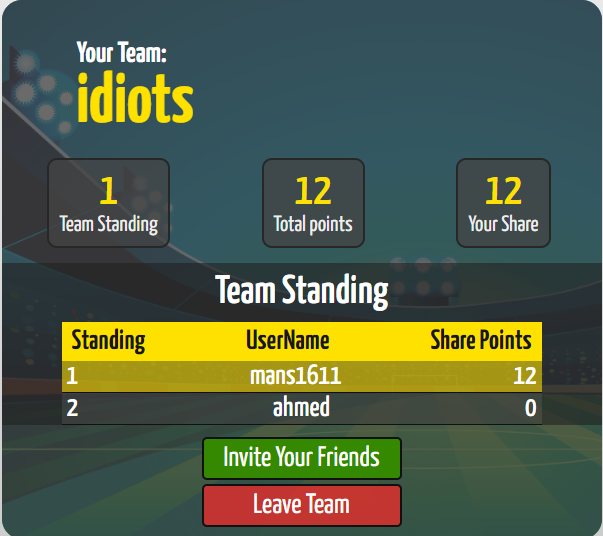 Your Team:
idiots
1 12 12
Team Standing Total points Your Share
Team Standing
Standing UserName Share Points
1 mans1611 12
2 ahmed 0
Invite Your Friends
Leave Team